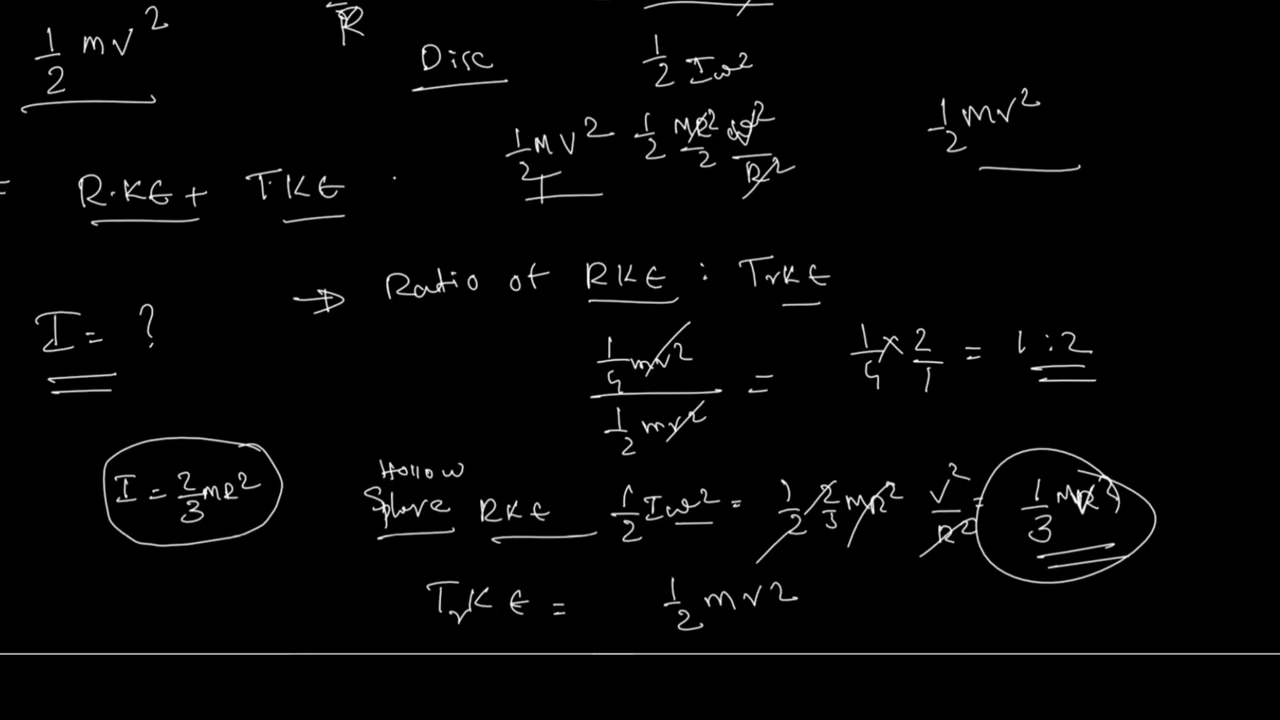 1/2 mv²
R
Disc
1/2 Iω²
1/2 mv²
1/2 MV² 1/2 MR²/2 v²/R²
R.KE + T.KE
Ratio of RKE : TrKE
I = ?
1/4 mv² / 1/2 mv² = 1/4 × 2/1 = 1:2
I = 2/3 MR²
Hollow
Sphere RKE 1/2 Iω² = 1/2 2/3 MR² v²/R² = 1/3
TrKE = 1/2 mv2